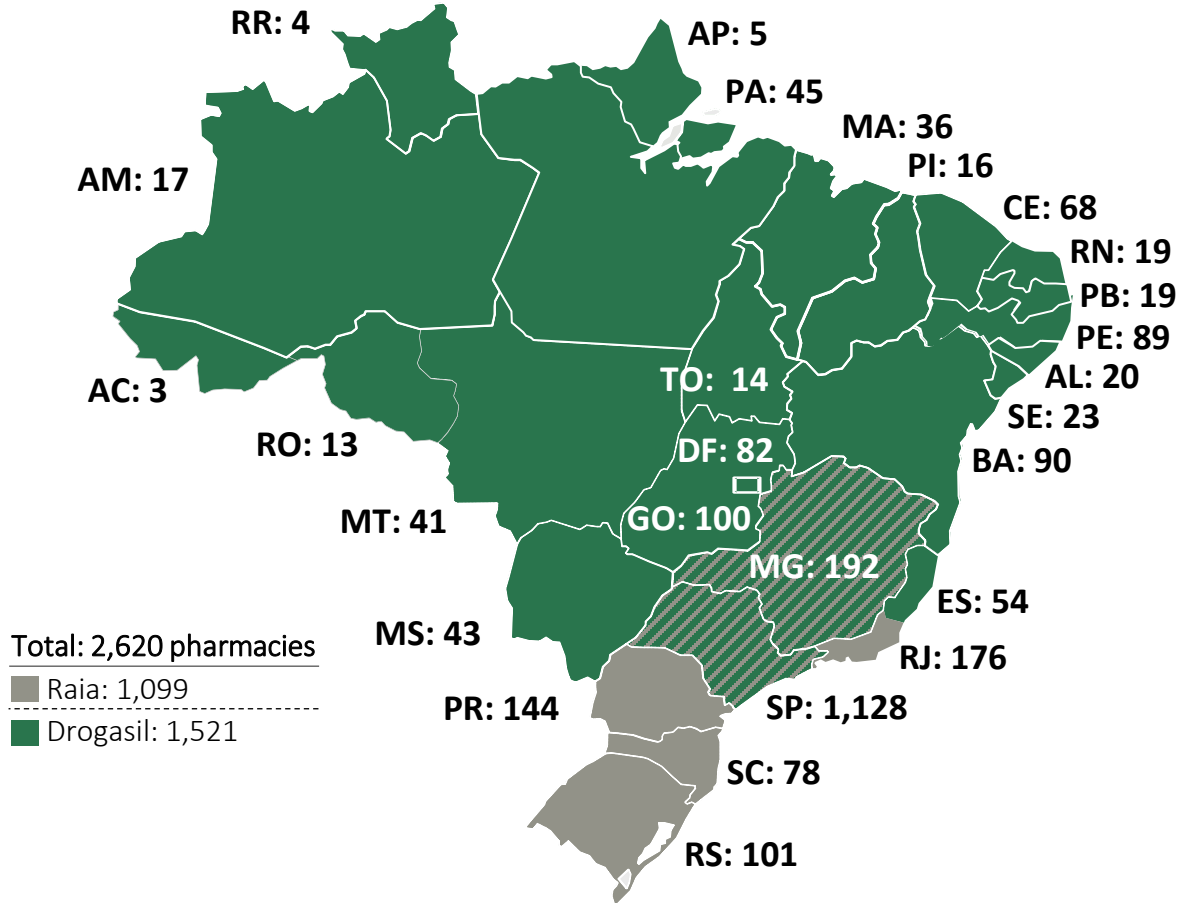 RR: 4
AP: 5
PA: 45
MA: 36
PI: 16
AM: 17
CE: 68
RN: 19
PB: 19
PE: 89
AL: 20
TO: 14
AC: 3
SE: 23
RO: 13
DF: 82
BA: 90
MT: 41
GO: 100
MG: 192
ES: 54
MS: 43
RJ: 176
Total: 2,620 pharmacies
Raia: 1,099
Drogasil: 1,521
PR: 144
SP: 1,128
SC: 78
RS: 101